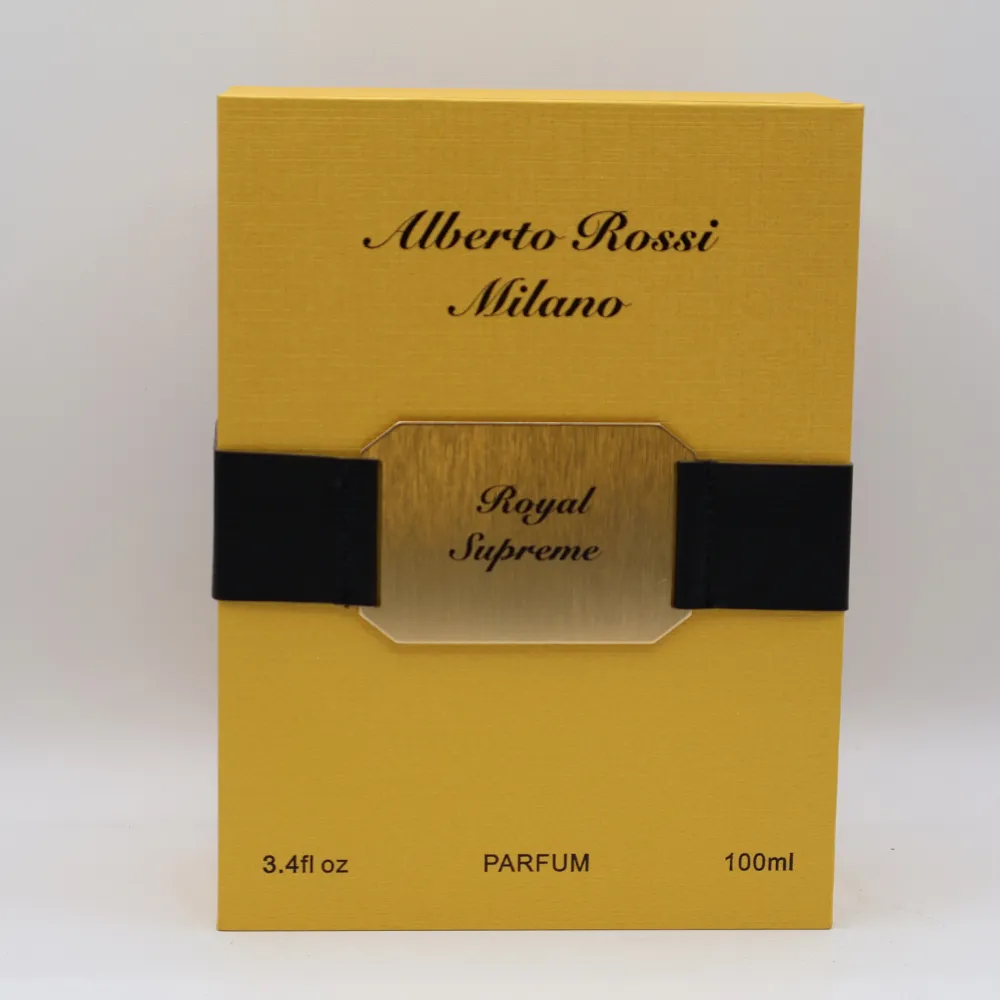 Alberto Rossi
Milano
Royal
Supreme
3.4fl oz PARFUM 100ml